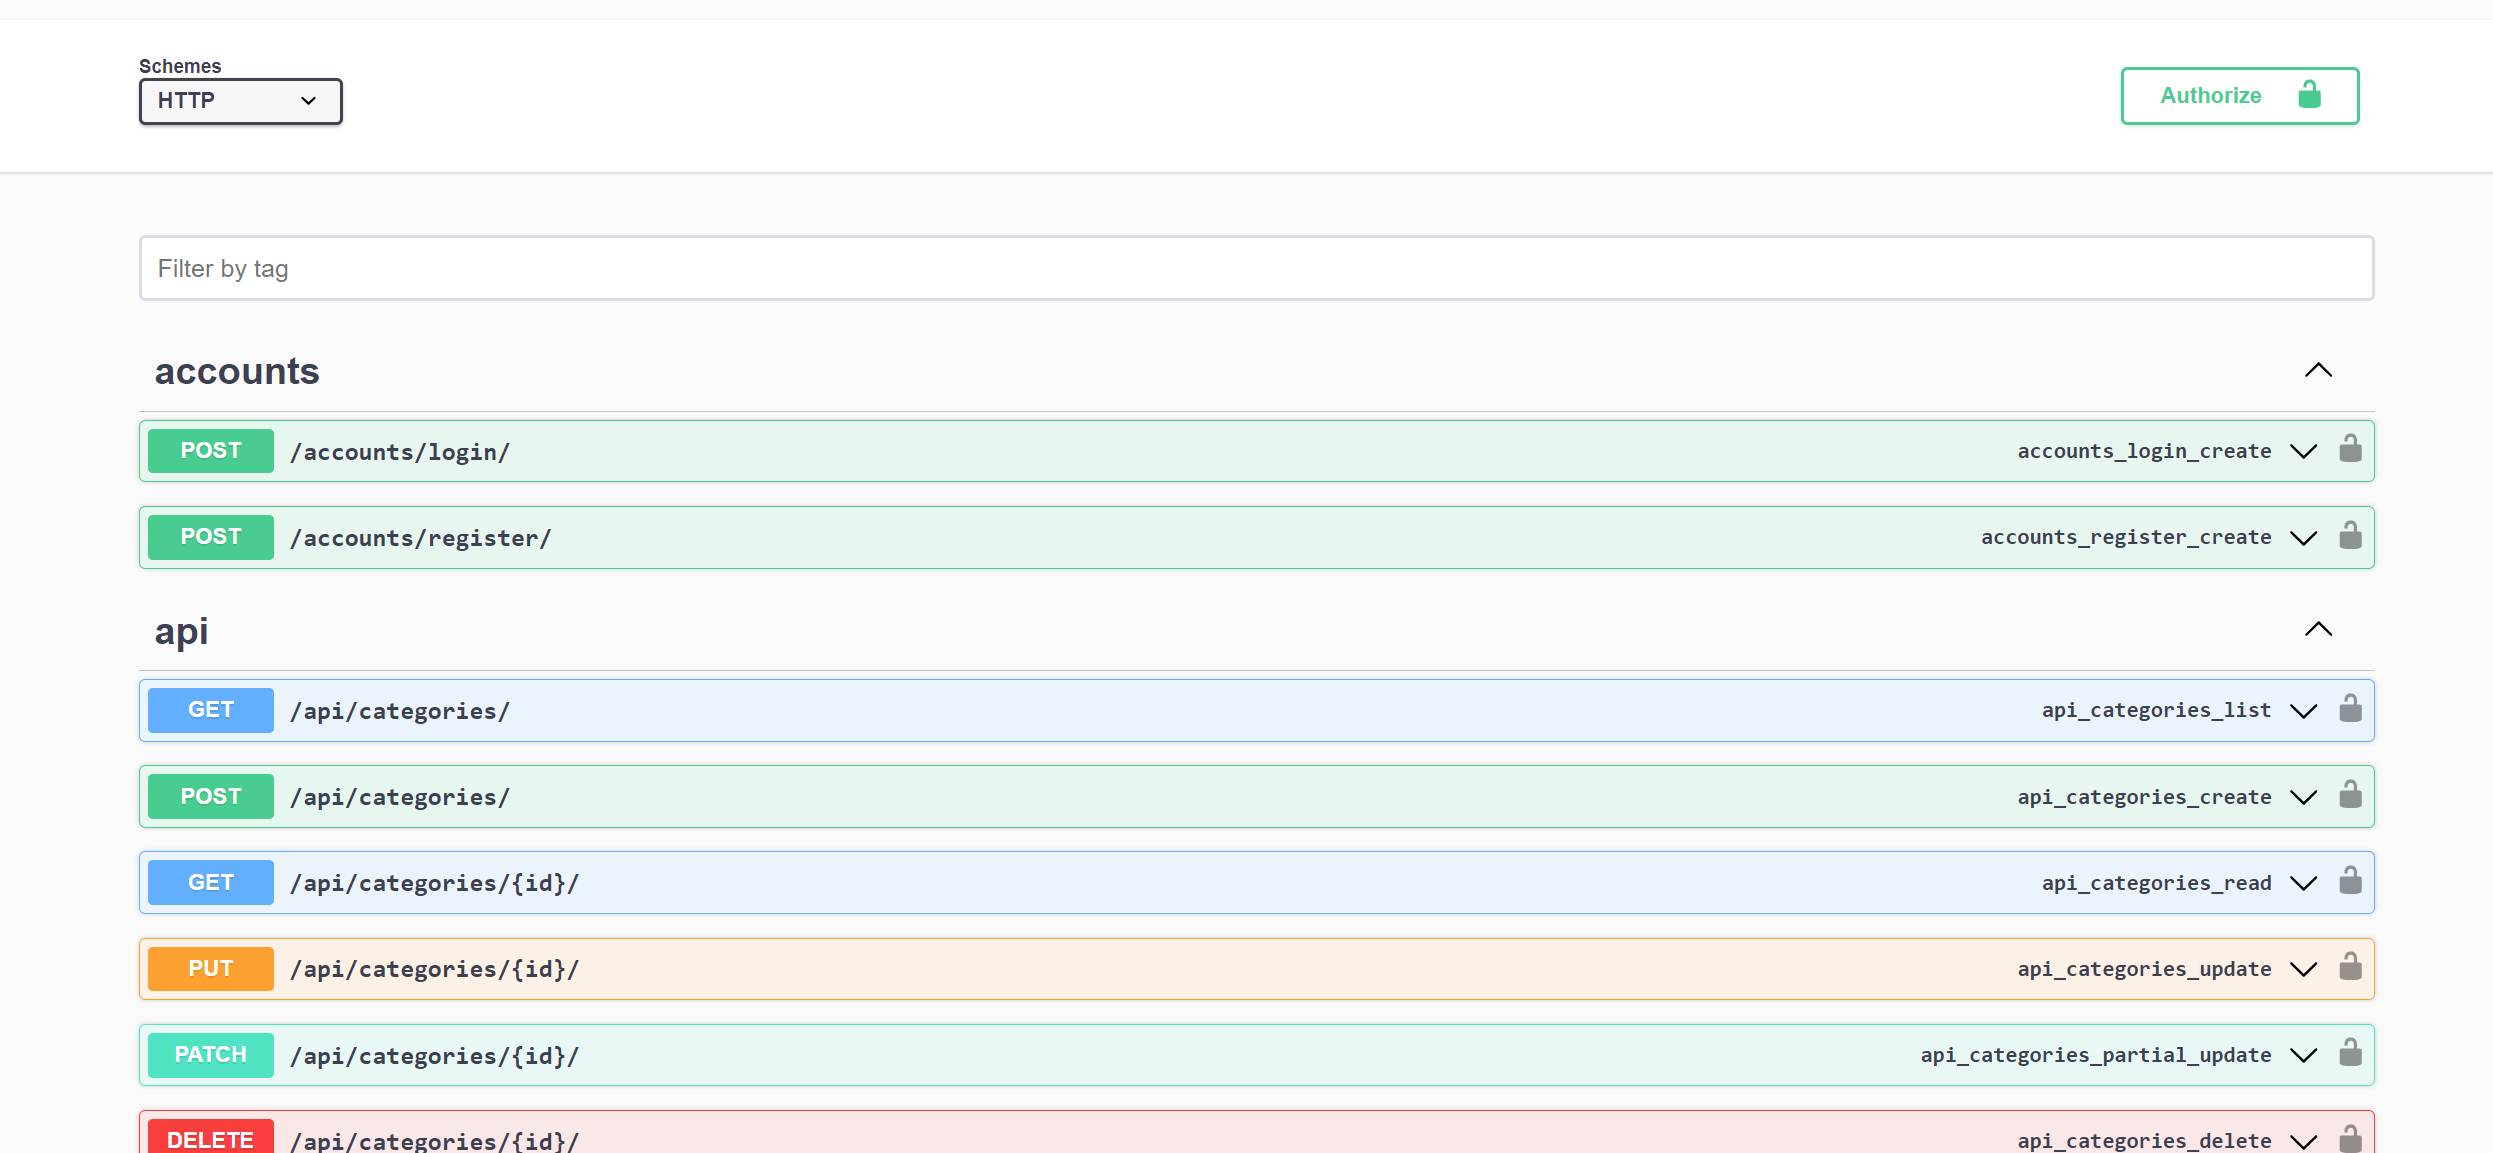 Schemes
HTTP
Authorize
Filter by tag
accounts
POST /accounts/login/ accounts_login_create
POST /accounts/register/ accounts_register_create
api
GET /api/categories/ api_categories_list
POST /api/categories/ api_categories_create
GET /api/categories/{id}/ api_categories_read
PUT /api/categories/{id}/ api_categories_update
PATCH /api/categories/{id}/ api_categories_partial_update
DELETE /api/categories/{id}/ api_categories_delete